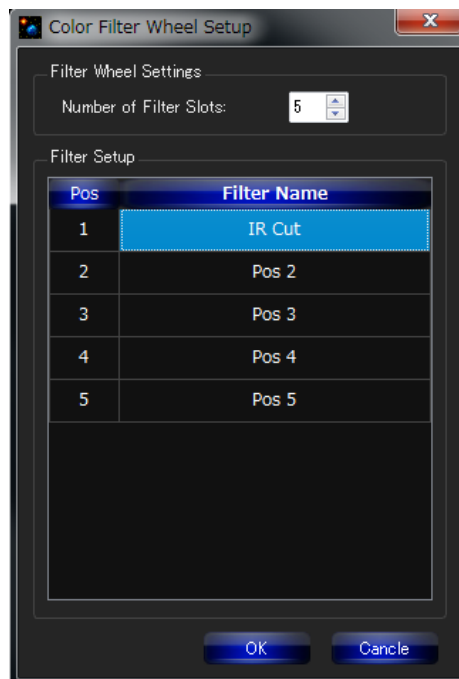 Color Filter Wheel Setup
Filter Wheel Settings
Number of Filter Slots: 5
Filter Setup
Pos Filter Name
1 IR Cut
2 Pos 2
3 Pos 3
4 Pos 4
5 Pos 5
OK Cancle